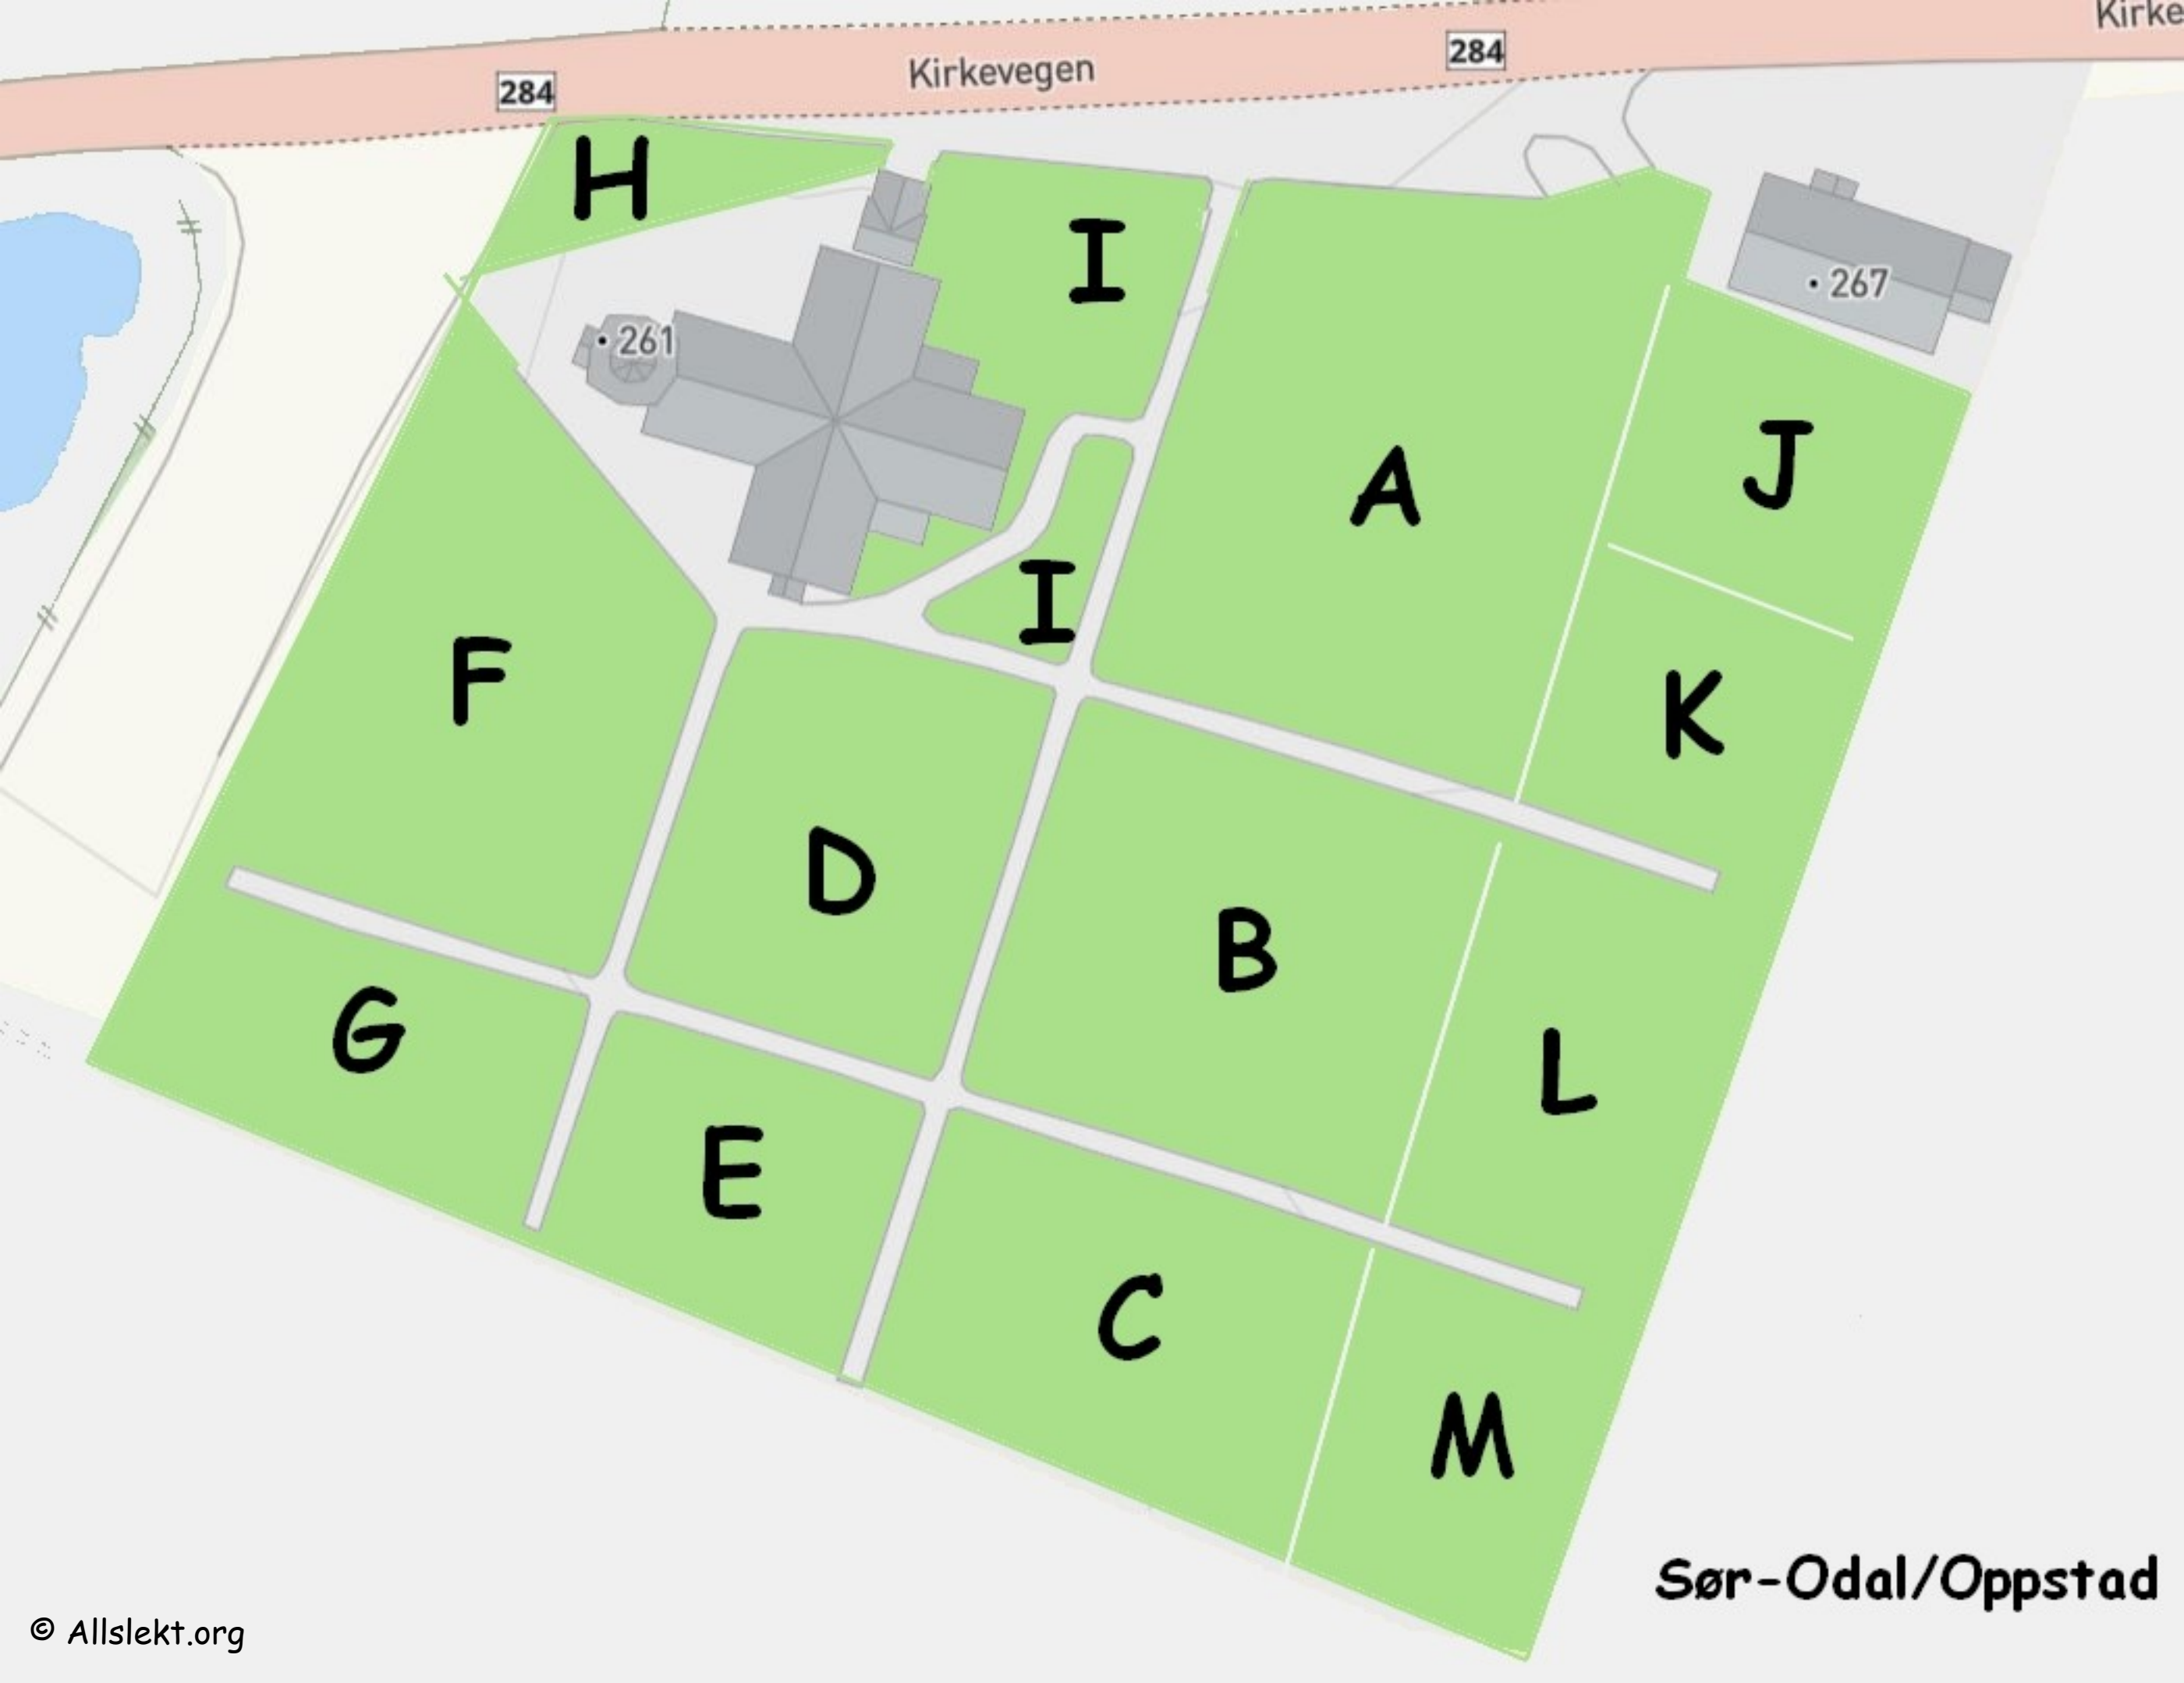 Kirke
284
Kirkevegen
284
H
I
267
261
A
J
I
F
K
D
B
G
L
E
C
M
Sør-Odal/Oppstad
© Allslekt.org